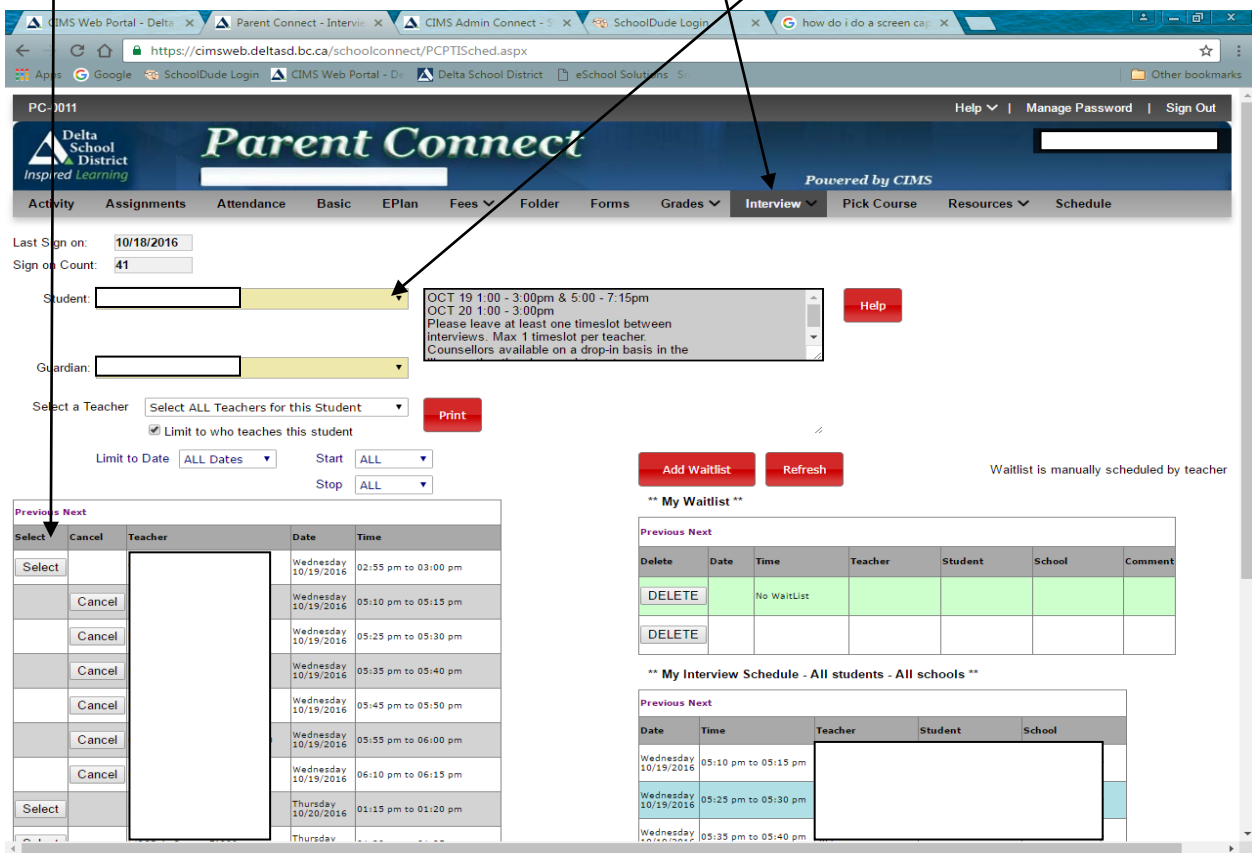 CIMS Web Portal - Delta
Parent Connect - Intervie
CIMS Admin Connect - S
SchoolDude Login
how do i do a screen cap
https://cimsweb.deltasd.bc.ca/schoolconnect/PCPTISched.aspx
Apps Google SchoolDude Login CIMS Web Portal - De Delta School District eSchool Solutions Other bookmarks
PC-0011 Help | Manage Password | Sign Out
Delta
School
District
Inspired Learning
Parent Connect
Powered by CIMS
Activity Assignments Attendance Basic EPlan Fees Folder Forms Grades Interview Pick Course Resources Schedule
Last Sign on: 10/18/2016
Sign on Count: 41
Student:
OCT 19 1:00 - 3:00pm & 5:00 - 7:15pm
OCT 20 1:00 - 3:00pm
Please leave at least one timeslot between
interviews. Max 1 timeslot per teacher.
Counsellors available on a drop-in basis in the
Help
Guardian:
Select a Teacher Select ALL Teachers for this Student
Print
Limit to who teaches this student
Limit to Date ALL Dates Start ALL
Stop ALL
Add Waitlist Refresh Waitlist is manually scheduled by teacher
Previous Next
Select Cancel Teacher Date Time
Select Wednesday 10/19/2016 02:55 pm to 03:00 pm
Cancel Wednesday 10/19/2016 05:10 pm to 05:15 pm
Cancel Wednesday 10/19/2016 05:25 pm to 05:30 pm
Cancel Wednesday 10/19/2016 05:35 pm to 05:40 pm
Cancel Wednesday 10/19/2016 05:45 pm to 05:50 pm
Cancel Wednesday 10/19/2016 05:55 pm to 06:00 pm
Cancel Wednesday 10/19/2016 06:10 pm to 06:15 pm
Select Thursday 10/20/2016 01:15 pm to 01:20 pm
Thursday
** My Waitlist **
Previous Next
Delete Date Time Teacher Student School Comment
DELETE No WaitList
DELETE
** My Interview Schedule - All students - All schools **
Previous Next
Date Time Teacher Student School
Wednesday 10/19/2016 05:10 pm to 05:15 pm
Wednesday 10/19/2016 05:25 pm to 05:30 pm
Wednesday 10/19/2016 05:35 pm to 05:40 pm